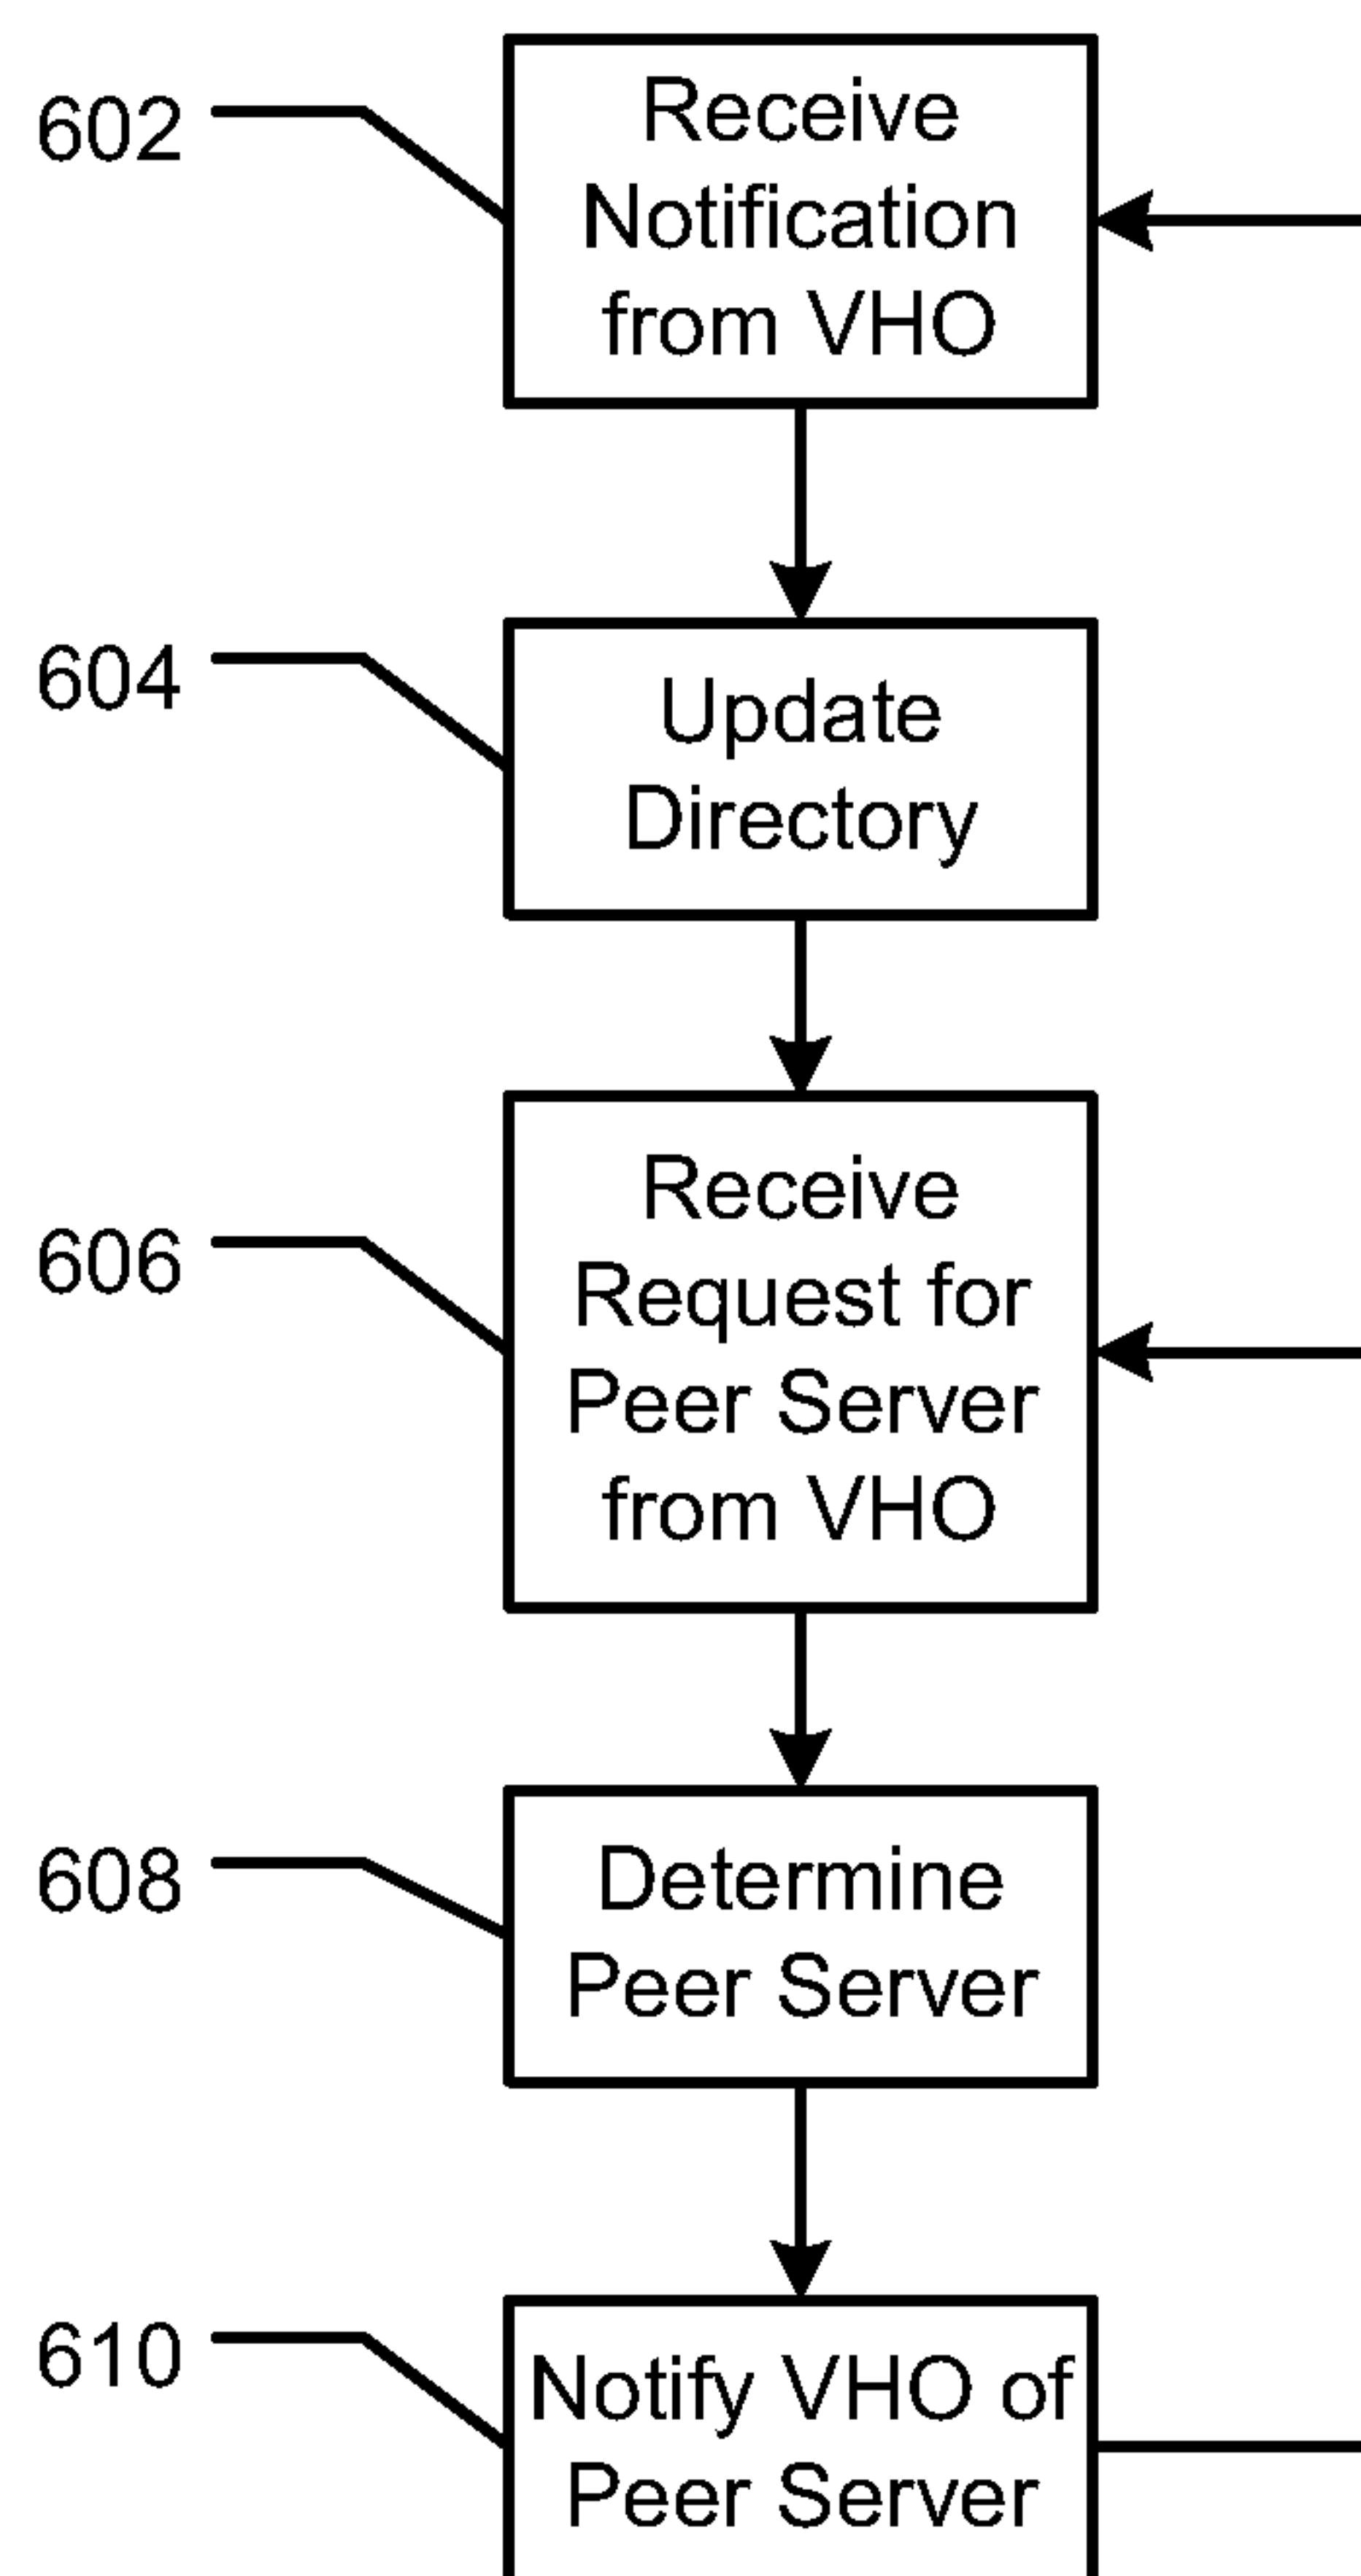 602
Receive
Notification
from VHO
604
Update
Directory
606
Receive
Request for
Peer Server
from VHO
608
Determine
Peer Server
610
Notify VHO of
Peer Server